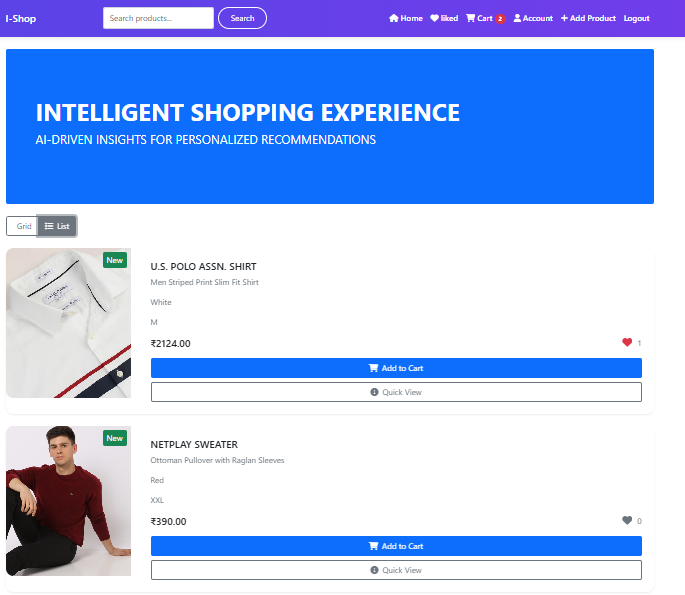 I-Shop
Search products...
Search
Home
liked
Cart 2
Account
Add Product
Logout
INTELLIGENT SHOPPING EXPERIENCE
AI-DRIVEN INSIGHTS FOR PERSONALIZED RECOMMENDATIONS
Grid
List
New
U.S. POLO ASSN. SHIRT
Men Striped Print Slim Fit Shirt
White
M
₹2124.00
1
Add to Cart
Quick View
New
NETPLAY SWEATER
Ottoman Pullover with Raglan Sleeves
Red
XXL
₹390.00
0
Add to Cart
Quick View